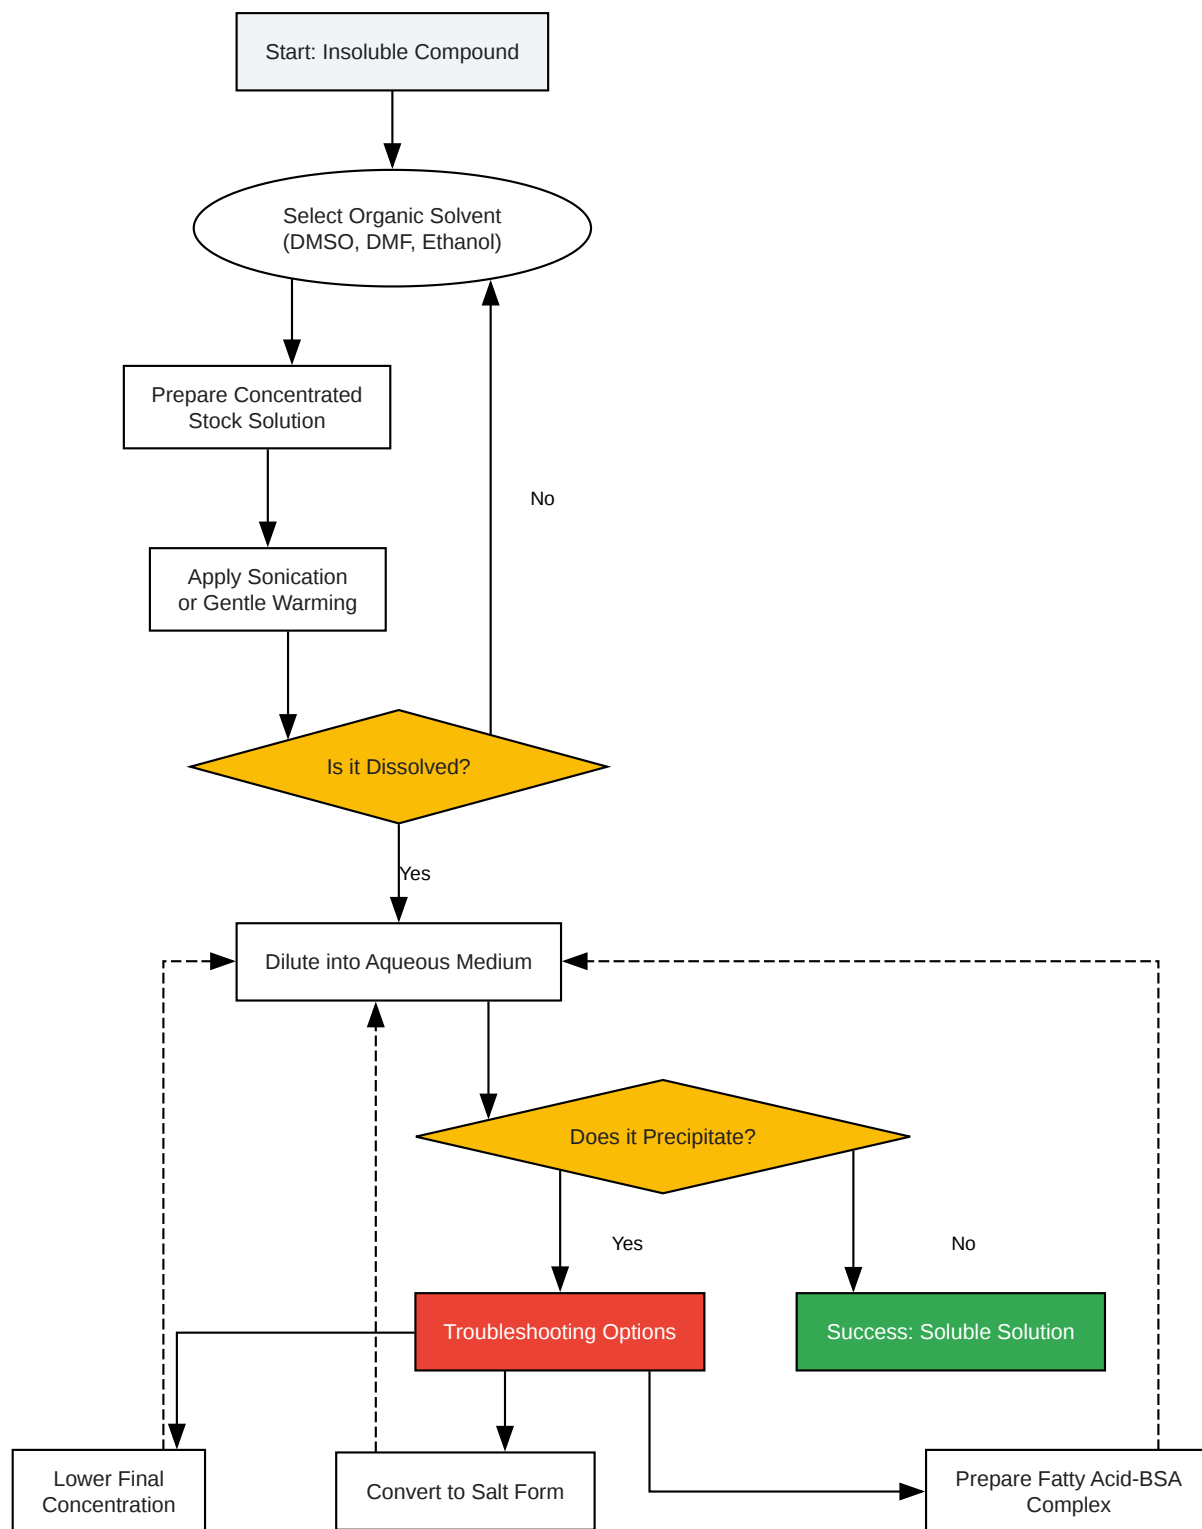 Start: Insoluble Compound
Select Organic Solvent
(DMSO, DMF, Ethanol)
Prepare Concentrated
Stock Solution
No
Apply Sonication
or Gentle Warming
Is it Dissolved?
Yes
Dilute into Aqueous Medium
Does it Precipitate?
Yes
No
Troubleshooting Options
Success: Soluble Solution
Lower Final
Concentration
Convert to Salt Form
Prepare Fatty Acid-BSA
Complex